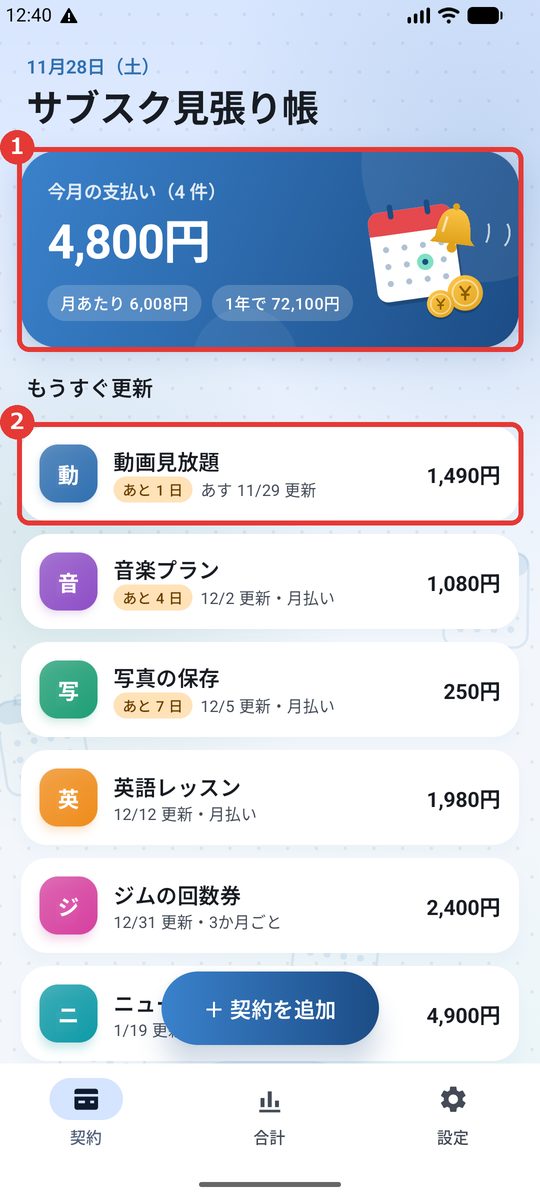 12:40
11月28日（土）
サブスク見張り帳
1
今月の支払い（4 件）
4,800円
月あたり 6,008円
1年で 72,100円
¥ ¥
もうすぐ更新
2
動
動画見放題
あと 1 日 あす 11/29 更新
1,490円
音
音楽プラン
あと 4 日 12/2 更新・月払い
1,080円
写
写真の保存
あと 7 日 12/5 更新・月払い
250円
英
英語レッスン
12/12 更新・月払い
1,980円
ジ
ジムの回数券
12/31 更新・3か月ごと
2,400円
ニ
ニュー
1/19 更
4,900円
＋ 契約を追加
契約
合計
設定